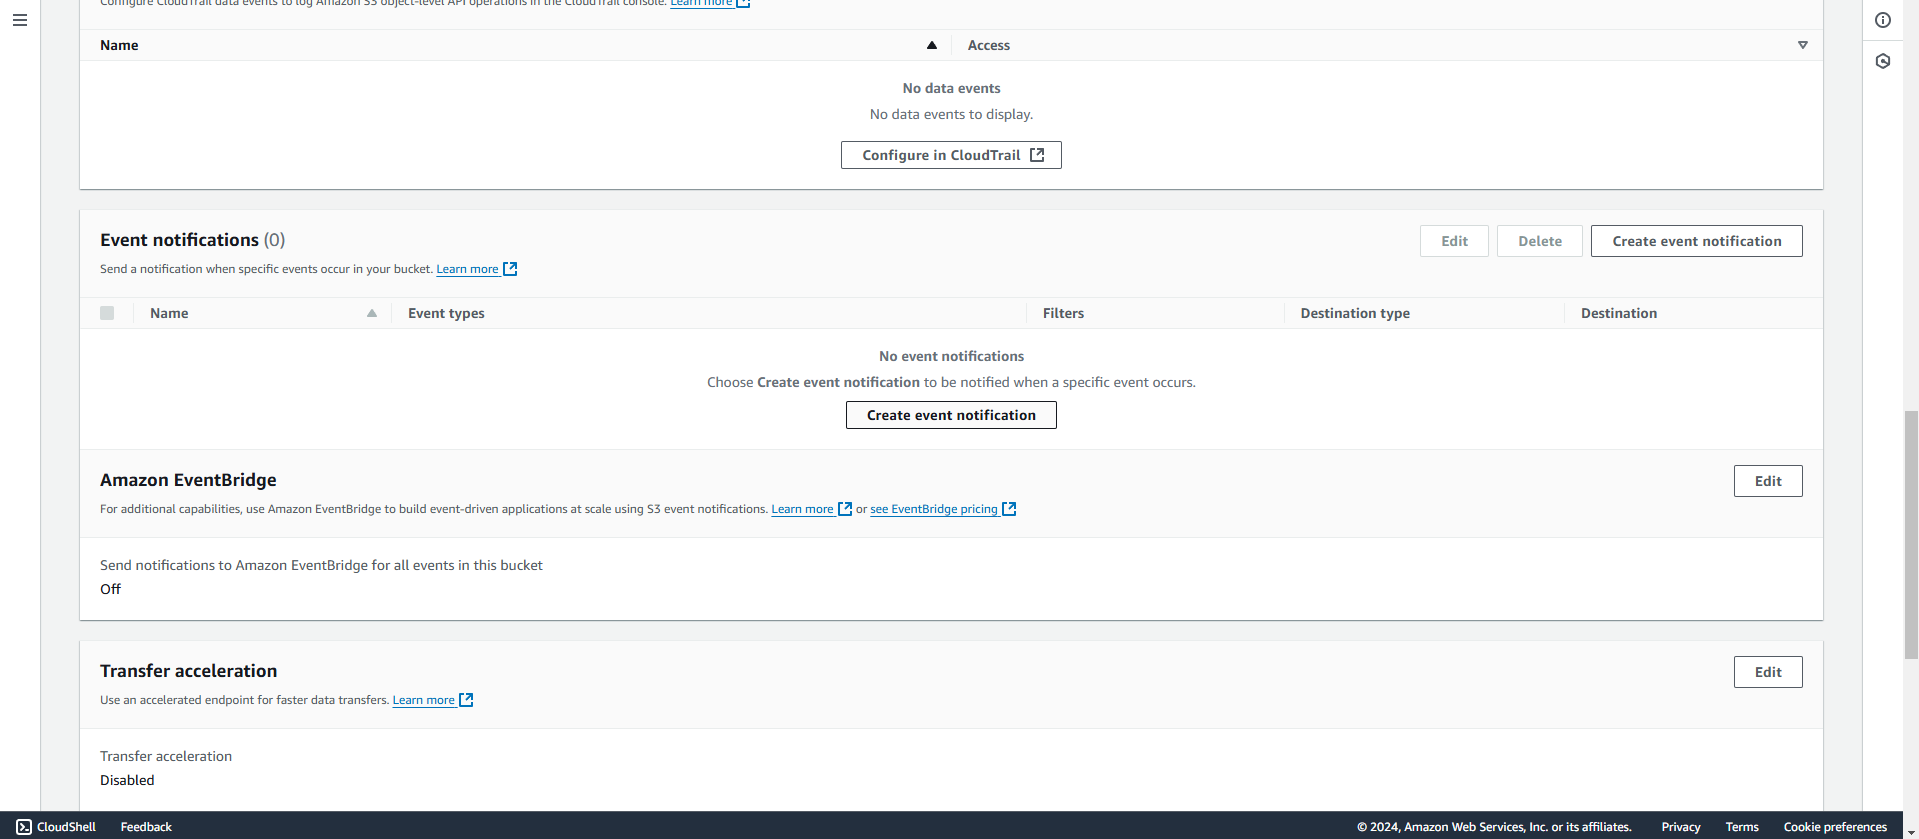 Configure CloudTrail data events to log Amazon S3 object-level API operations in the CloudTrail console. Learn more
Name Access
No data events
No data events to display.
Configure in CloudTrail
Event notifications (0)
Edit Delete Create event notification
Send a notification when specific events occur in your bucket. Learn more
Name Event types Filters Destination type Destination
No event notifications
Choose Create event notification to be notified when a specific event occurs.
Create event notification
Amazon EventBridge
Edit
For additional capabilities, use Amazon EventBridge to build event-driven applications at scale using S3 event notifications. Learn more or see EventBridge pricing
Send notifications to Amazon EventBridge for all events in this bucket
Off
Transfer acceleration
Edit
Use an accelerated endpoint for faster data transfers. Learn more
Transfer acceleration
Disabled
CloudShell Feedback © 2024, Amazon Web Services, Inc. or its affiliates. Privacy Terms Cookie preferences